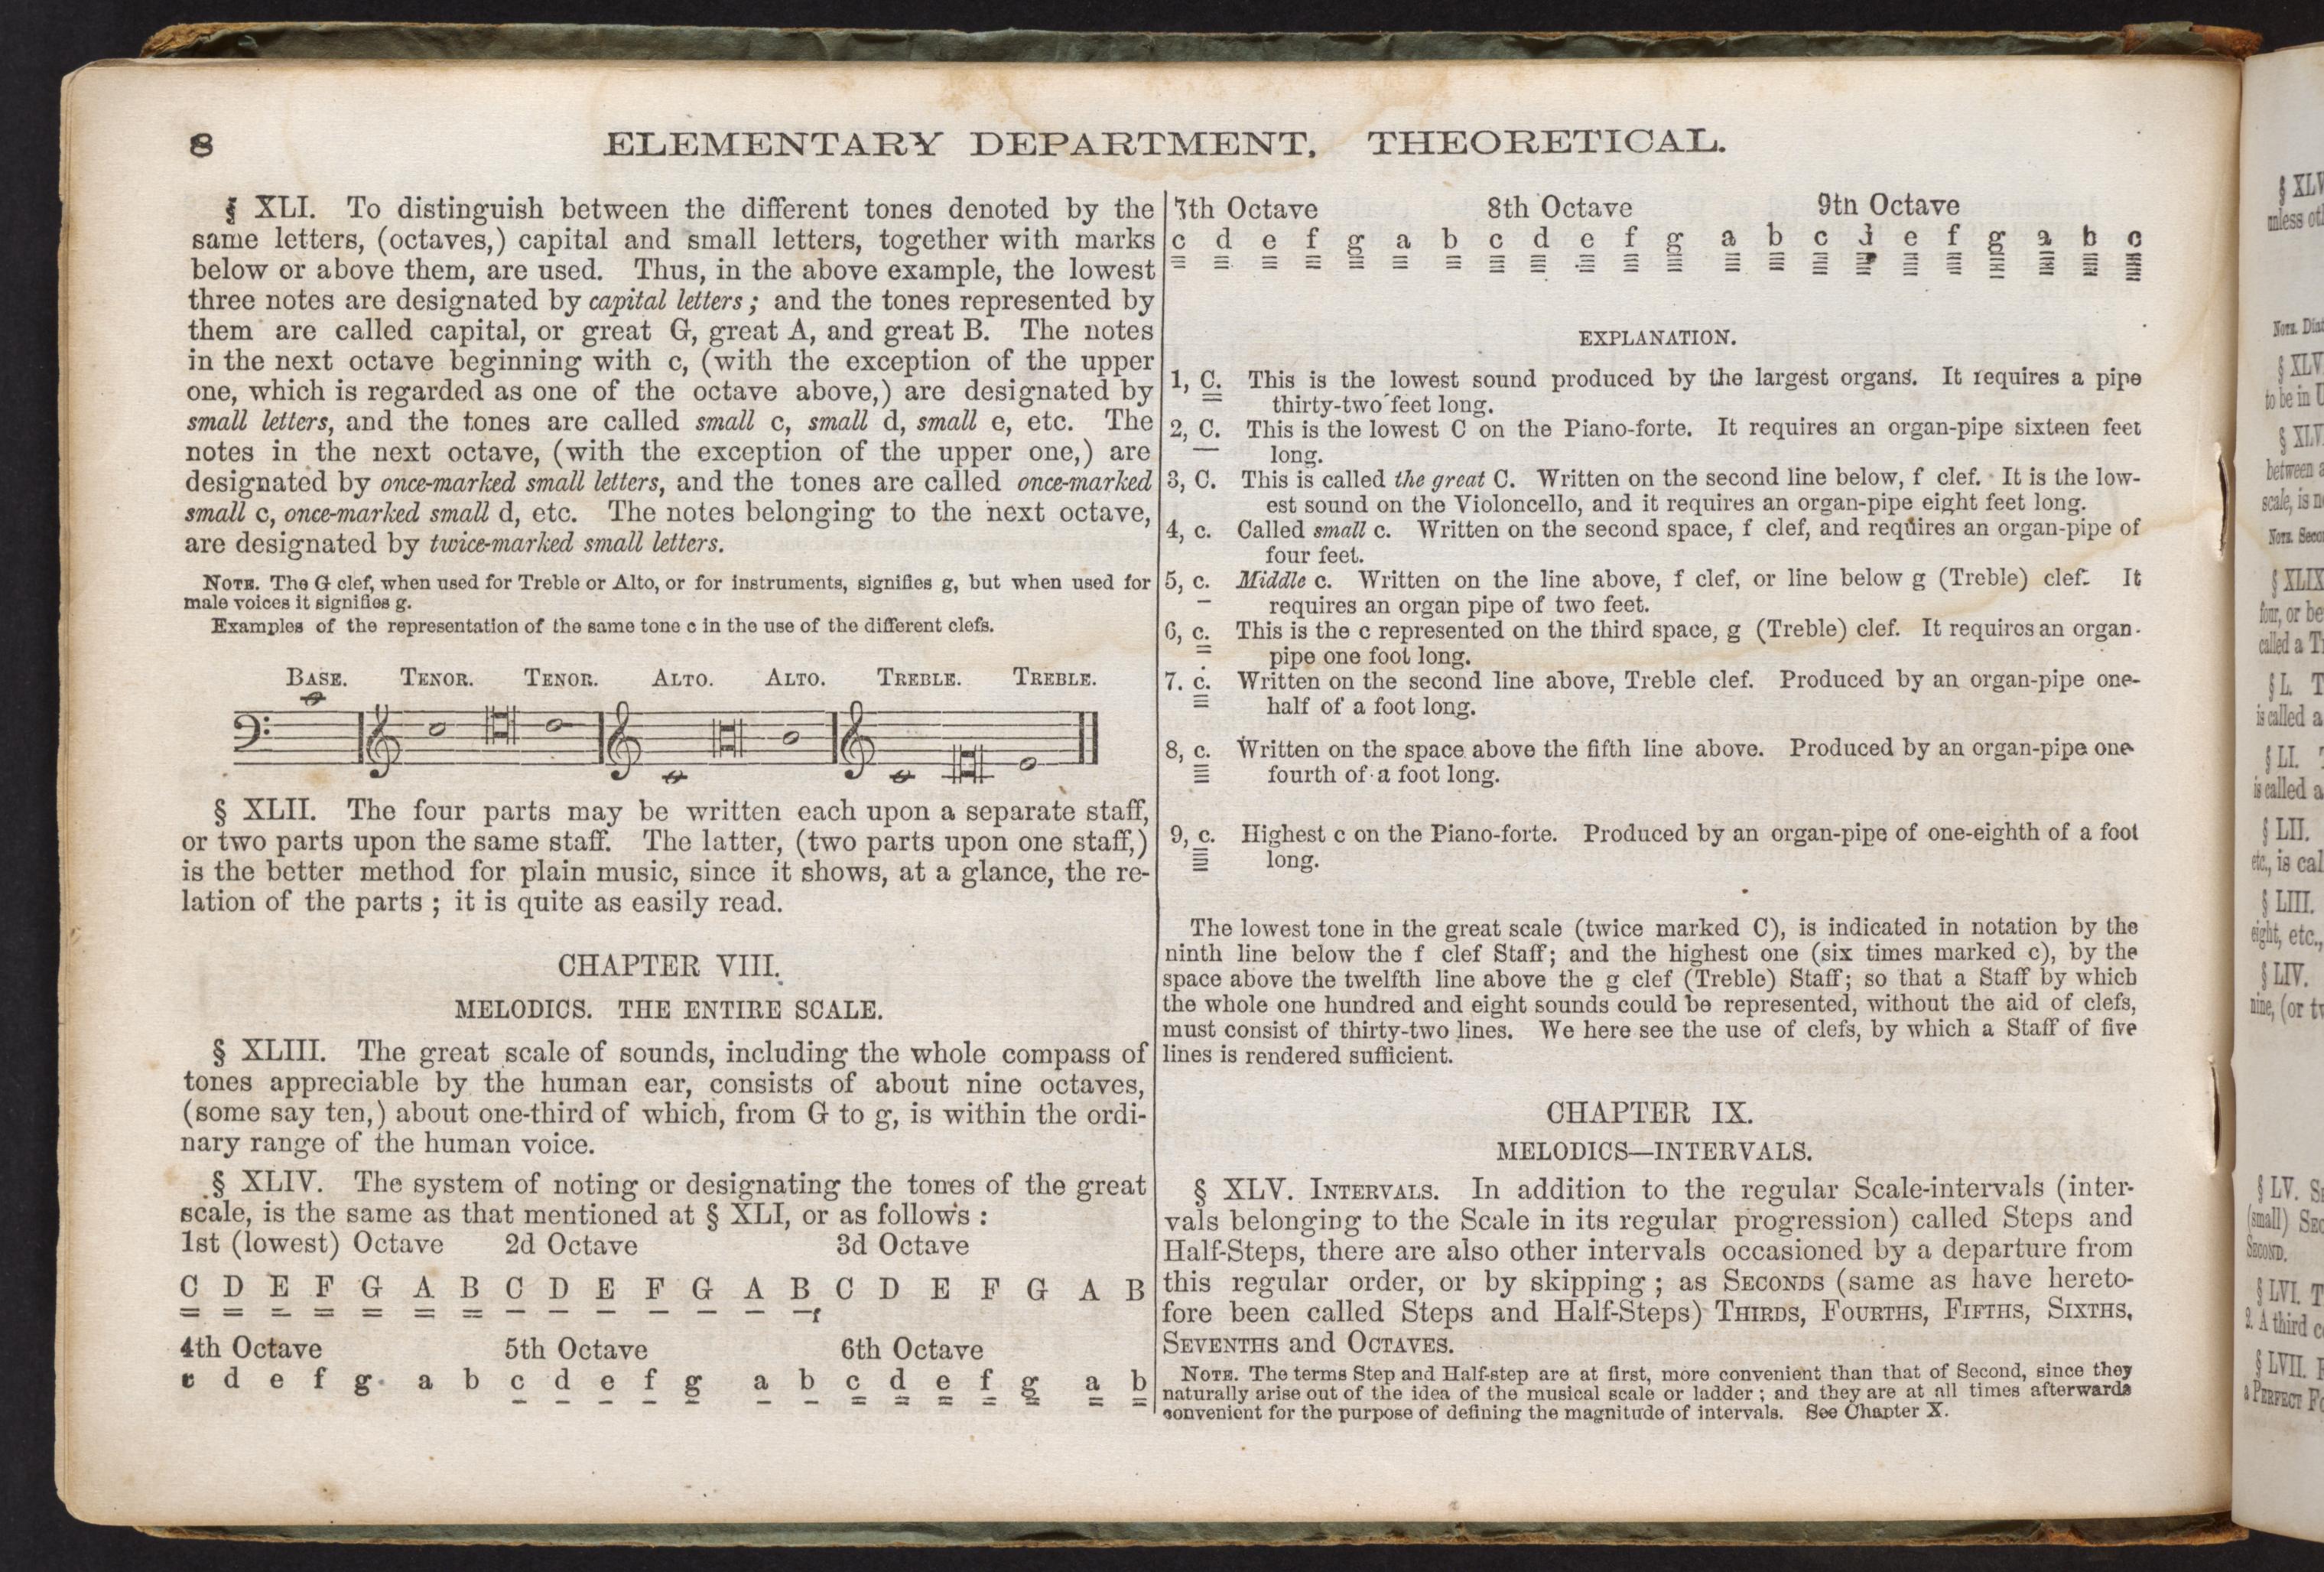 8
ELEMENTARY DEPARTMENT, THEORETICAL.
§ XLI. To distinguish between the different tones denoted by the
same letters, (octaves,) capital and small letters, together with marks
below or above them, are used. Thus, in the above example, the lowest
three notes are designated by capital letters; and the tones represented by
them are called capital, or great G, great A, and great B. The notes
in the next octave beginning with c, (with the exception of the upper
one, which is regarded as one of the octave above,) are designated by
small letters, and the tones are called small c, small d, small e, etc. The
notes in the next octave, (with the exception of the upper one,) are
designated by once-marked small letters, and the tones are called once-marked
small c, once-marked small d, etc. The notes belonging to the next octave,
are designated by twice-marked small letters.
NOTE. The G clef, when used for Treble or Alto, or for instruments, signifies g, but when used for
male voices it signifies g.
Examples of the representation of the same tone c in the use of the different clefs.
BASE. TENOR. TENOR. ALTO. ALTO. TREBLE. TREBLE.
§ XLII. The four parts may be written each upon a separate staff,
or two parts upon the same staff. The latter, (two parts upon one staff,)
is the better method for plain music, since it shows, at a glance, the re-
lation of the parts; it is quite as easily read.
CHAPTER VIII.
MELODICS. THE ENTIRE SCALE.
§ XLIII. The great scale of sounds, including the whole compass of
tones appreciable by the human ear, consists of about nine octaves,
(some say ten,) about one-third of which, from G to g, is within the ordi-
nary range of the human voice.
§ XLIV. The system of noting or designating the tones of the great
scale, is the same as that mentioned at § XLI, or as follows:
1st (lowest) Octave 2d Octave 3d Octave
C D E F G A B C D E F G A B C D E F G A B
4th Octave 5th Octave 6th Octave
c d e f g a b c d e f g a b c d e f g a b
7th Octave 8th Octave 9th Octave
c d e f g a b c d e f g a b c d e f g a b c
EXPLANATION.
1, C. This is the lowest sound produced by the largest organs. It requires a pipe
thirty-two feet long.
2, C. This is the lowest C on the Piano-forte. It requires an organ-pipe sixteen feet
long.
3, C. This is called the great C. Written on the second line below, f clef. It is the low-
est sound on the Violoncello, and it requires an organ-pipe eight feet long.
4, c. Called small c. Written on the second space, f clef, and requires an organ-pipe of
four feet.
5, c. Middle c. Written on the line above, f clef, or line below g (Treble) clef. It
requires an organ pipe of two feet.
6, c. This is the c represented on the third space, g (Treble) clef. It requires an organ-
pipe one foot long.
7. c. Written on the second line above, Treble clef. Produced by an organ-pipe one-
half of a foot long.
8, c. Written on the space above the fifth line above. Produced by an organ-pipe one
fourth of a foot long.
9, c. Highest c on the Piano-forte. Produced by an organ-pipe of one-eighth of a foot
long.
The lowest tone in the great scale (twice marked C), is indicated in notation by the
ninth line below the f clef Staff; and the highest one (six times marked c), by the
space above the twelfth line above the g clef (Treble) Staff; so that a Staff by which
the whole one hundred and eight sounds could be represented, without the aid of clefs,
must consist of thirty-two lines. We here see the use of clefs, by which a Staff of five
lines is rendered sufficient.
CHAPTER IX.
MELODICS—INTERVALS.
§ XLV. INTERVALS. In addition to the regular Scale-intervals (inter-
vals belonging to the Scale in its regular progression) called Steps and
Half-Steps, there are also other intervals occasioned by a departure from
this regular order, or by skipping; as SECONDS (same as have hereto-
fore been called Steps and Half-Steps) THIRDS, FOURTHS, FIFTHS, SIXTHS,
SEVENTHS and OCTAVES.
NOTE. The terms Step and Half-step are at first, more convenient than that of Second, since they
naturally arise out of the idea of the musical scale or ladder; and they are at all times afterwards
convenient for the purpose of defining the magnitude of intervals. See Chapter X.
§ L. T
is called a
§ LI.
is called a
§ LII.
etc., is cal
§ LIII.
eight, etc.,
§ LIV.
nine, (or tw
§ LV.
(small)
SECOND.
§ LVI. T
2. A third
§ LVII.
a PERFECT